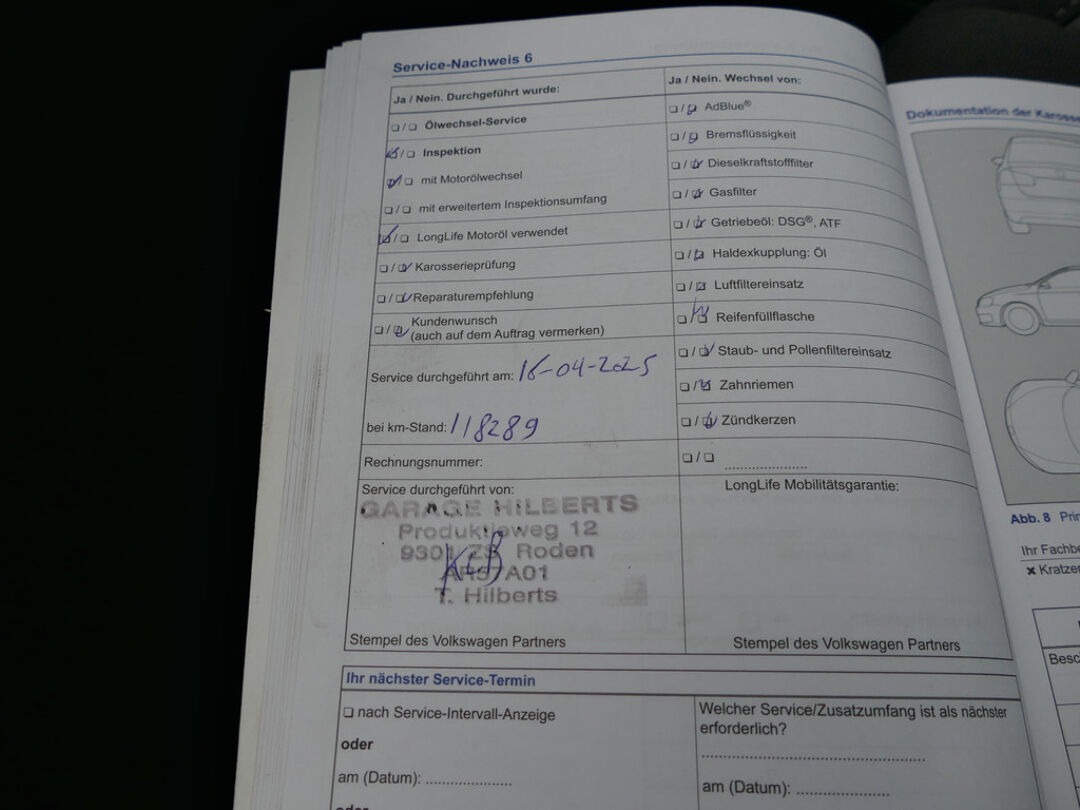 Service-Nachweis 6
Ja / Nein. Durchgeführt wurde:
Ölwechsel-Service
Inspektion
mit Motorölwechsel
mit erweitertem Inspektionsumfang
LongLife Motoröl verwendet
Karosserieprüfung
Reparaturempfehlung
Kundenwunsch
(auch auf dem Auftrag vermerken)
Service durchgeführt am: 16-04-2025
bei km-Stand: 118289
Rechnungsnummer:
Service durchgeführt von:
GARAGE HILBERTS
Produktieweg 12
9301 ZS Roden
T. Hilberts
Stempel des Volkswagen Partners
Ja / Nein. Wechsel von:
AdBlue®
Bremsflüssigkeit
Dieselkraftstofffilter
Gasfilter
Getriebeöl: DSG®, ATF
Haldexkupplung: Öl
Luftfiltereinsatz
Reifenfüllflasche
Staub- und Pollenfiltereinsatz
Zahnriemen
Zündkerzen
LongLife Mobilitätsgarantie:
Stempel des Volkswagen Partners
Ihr nächster Service-Termin
nach Service-Intervall-Anzeige
oder
am (Datum):
oder
Welcher Service/Zusatzumfang ist als nächster
erforderlich?
am (Datum):
Dokumentation der
Abb. 8
Ihr